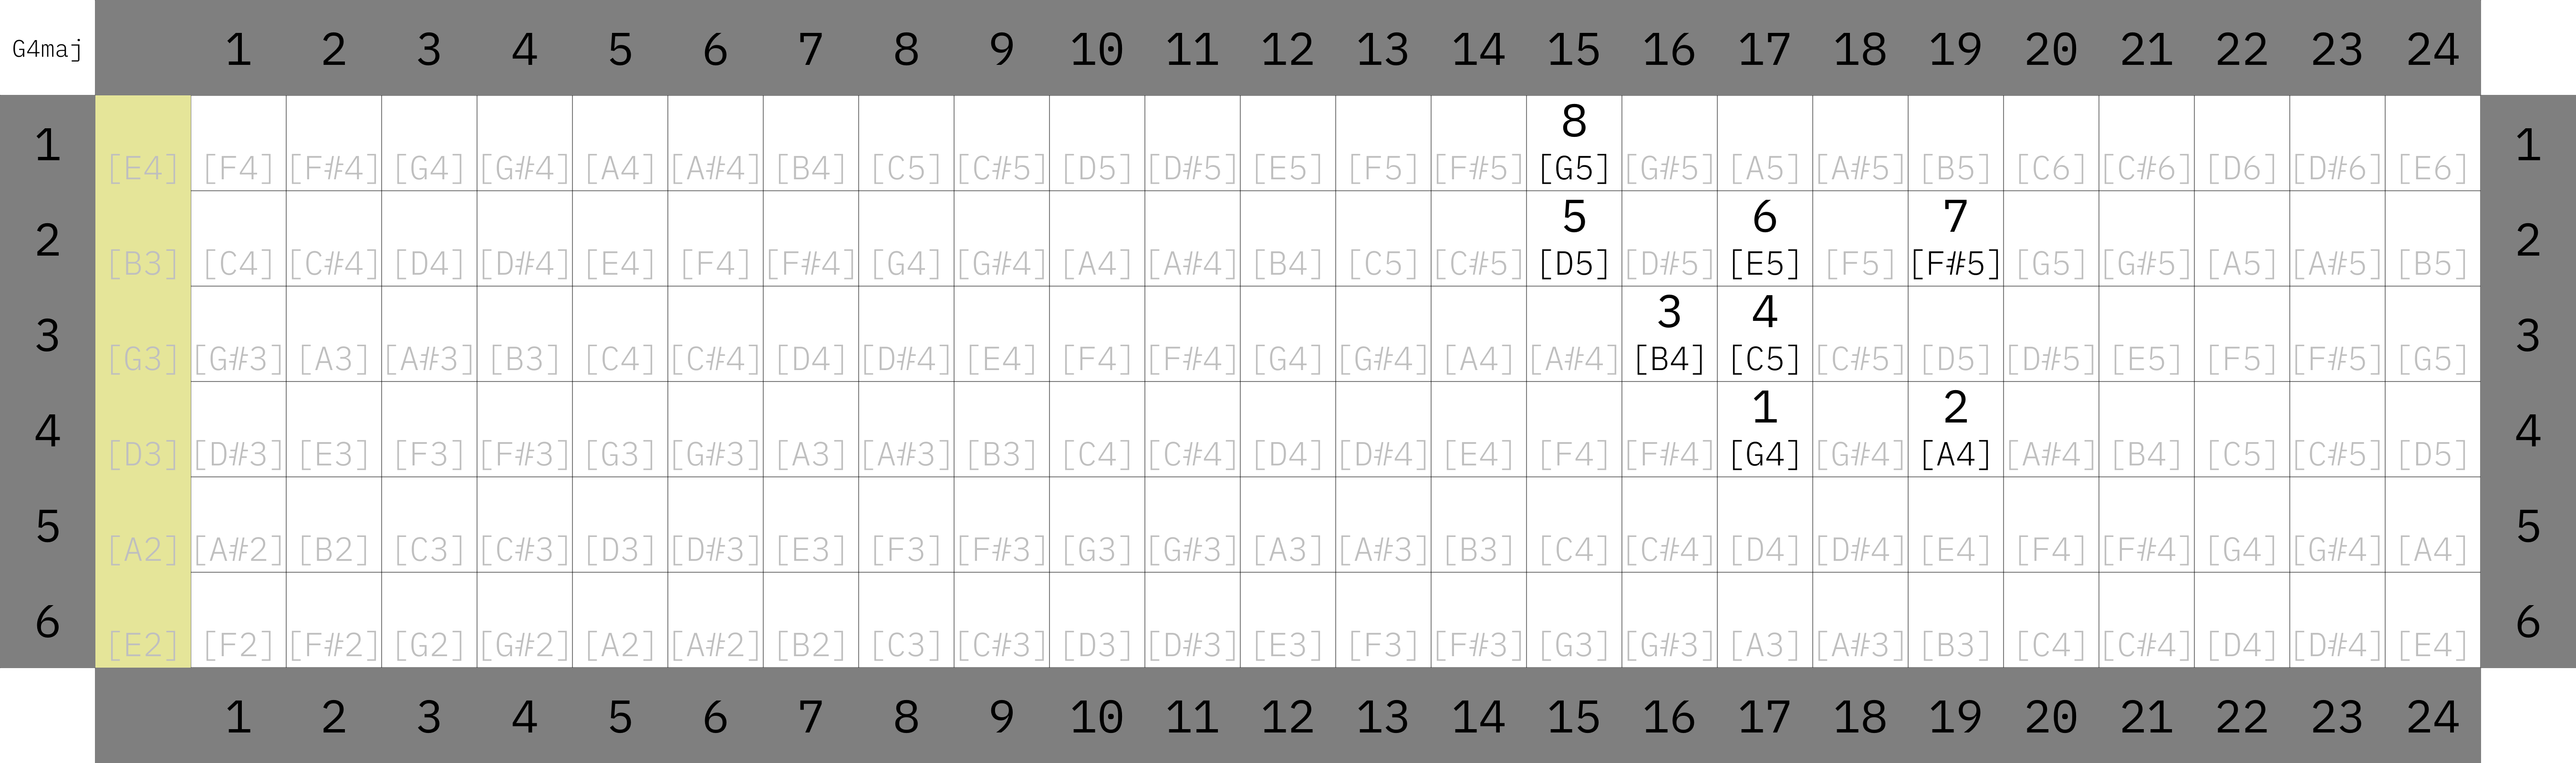 G4maj 1 2 3 4 5 6 7 8 9 10 11 12 13 14 15 16 17 18 19 20 21 22 23 24
8
1 [E4] [F4] [F#4] [G4] [G#4] [A4] [A#4] [B4] [C5] [C#5] [D5] [D#5] [E5] [F5] [F#5] [G5] [G#5] [A5] [A#5] [B5] [C6] [C#6] [D6] [D#6] [E6] 1
5 6 7
2 [B3] [C4] [C#4] [D4] [D#4] [E4] [F4] [F#4] [G4] [G#4] [A4] [A#4] [B4] [C5] [C#5] [D5] [D#5] [E5] [F5] [F#5] [G5] [G#5] [A5] [A#5] [B5] 2
3 4
3 [G3] [G#3] [A3] [A#3] [B3] [C4] [C#4] [D4] [D#4] [E4] [F4] [F#4] [G4] [G#4] [A4] [A#4] [B4] [C5] [C#5] [D5] [D#5] [E5] [F5] [F#5] [G5] 3
1 2
4 [D3] [D#3] [E3] [F3] [F#3] [G3] [G#3] [A3] [A#3] [B3] [C4] [C#4] [D4] [D#4] [E4] [F4] [F#4] [G4] [G#4] [A4] [A#4] [B4] [C5] [C#5] [D5] 4
5 [A2] [A#2] [B2] [C3] [C#3] [D3] [D#3] [E3] [F3] [F#3] [G3] [G#3] [A3] [A#3] [B3] [C4] [C#4] [D4] [D#4] [E4] [F4] [F#4] [G4] [G#4] [A4] 5
6 [E2] [F2] [F#2] [G2] [G#2] [A2] [A#2] [B2] [C3] [C#3] [D3] [D#3] [E3] [F3] [F#3] [G3] [G#3] [A3] [A#3] [B3] [C4] [C#4] [D4] [D#4] [E4] 6
1 2 3 4 5 6 7 8 9 10 11 12 13 14 15 16 17 18 19 20 21 22 23 24